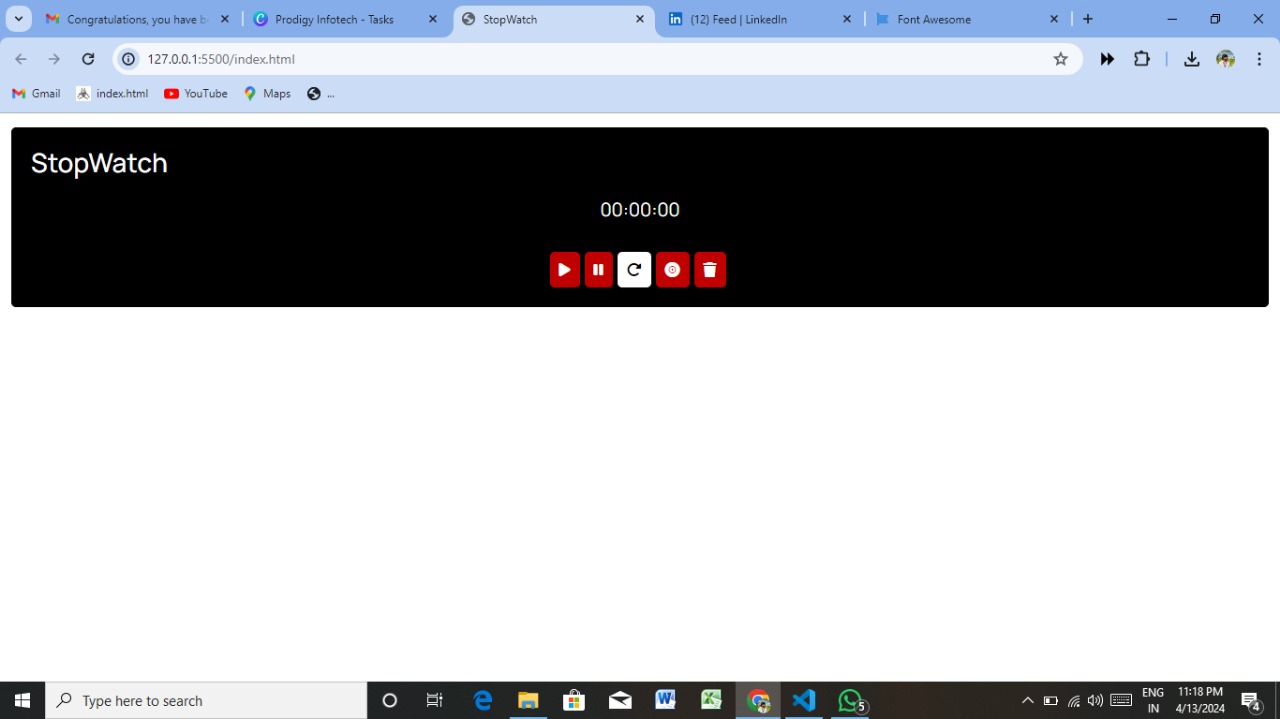 Congratulations, you have b
Prodigy Infotech - Tasks
StopWatch
(12) Feed | LinkedIn
Font Awesome
127.0.0.1:5500/index.html
Gmail
index.html
YouTube
Maps
...
StopWatch
00:00:00
Type here to search
5
ENG
IN
11:18 PM
4/13/2024
4